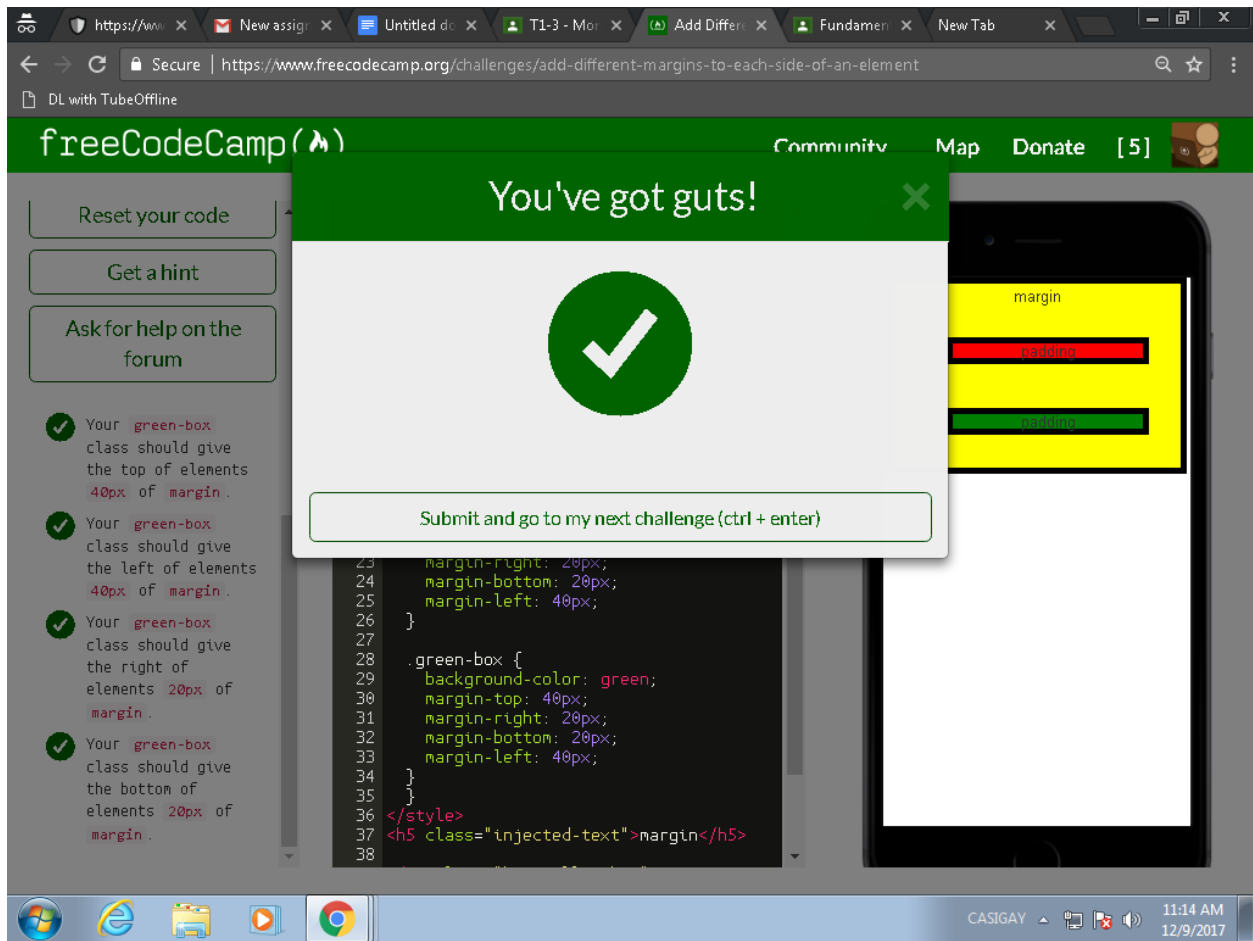 https://ww
New assign
Untitled do
T1-3 - Mor
Add Differe
Fundamen
New Tab
Secure | https://www.freecodecamp.org/challenges/add-different-margins-to-each-side-of-an-element
DL with TubeOffline
freeCodeCamp(🔥)
Community
Map
Donate
[5]
You've got guts!
×
Reset your code
Get a hint
Ask for help on the
forum
Your green-box
class should give
the top of elements
40px of margin.
Your green-box
class should give
the left of elements
40px of margin.
Your green-box
class should give
the right of
elements 20px of
margin.
Your green-box
class should give
the bottom of
elements 20px of
margin.
Submit and go to my next challenge (ctrl + enter)
23 margin-right: 20px;
24 margin-bottom: 20px;
25 margin-left: 40px;
26 }
27
28 .green-box {
29 background-color: green;
30 margin-top: 40px;
31 margin-right: 20px;
32 margin-bottom: 20px;
33 margin-left: 40px;
34 }
35 }
36 </style>
37 <h5 class="injected-text">margin</h5>
38
margin
padding
padding
CASIGAY
11:14 AM
12/9/2017